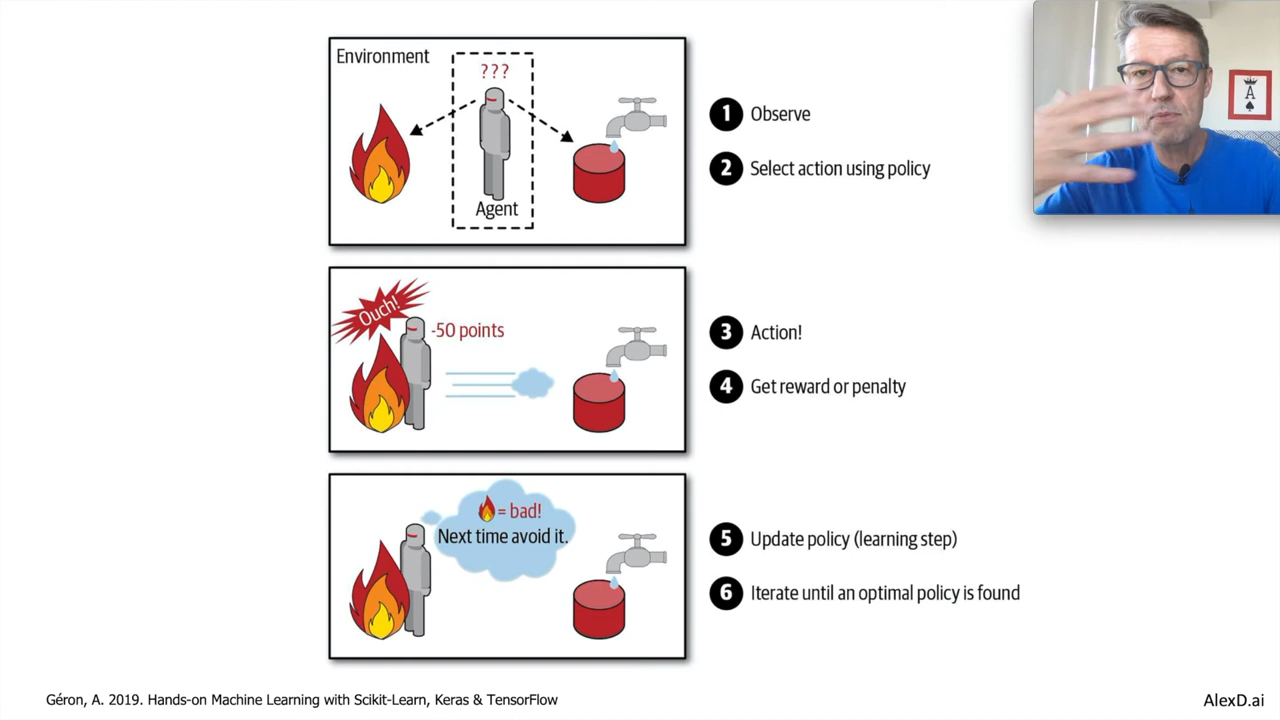 Environment
???
Agent
1 Observe
2 Select action using policy
A
Ouch!
-50 points
3 Action!
4 Get reward or penalty
= bad!
Next time avoid it.
5 Update policy (learning step)
6 Iterate until an optimal policy is found
Géron, A. 2019. Hands-on Machine Learning with Scikit-Learn, Keras & TensorFlow
AlexD.ai